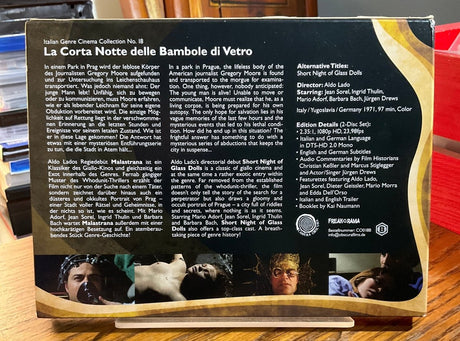 Italian Genre Cinema Collection No. 18
La Corta Notte delle Bambole di Vetro
In einem Park in Prag wird der leblose Körper
des Journalisten Gregory Moore aufgefunden
und zur Untersuchung ins Leichenschauhaus
transportiert. Was jedoch niemand ahnt: Der
junge Mann lebt! Unfähig, sich zu bewegen
oder zu kommunizieren, muss Moore erfahren,
wie er als lebender Leichnam für seine eigene
Obduktion vorbereitet wird. Die einzige Mög-
lichkeit auf Rettung liegt in der verschwomme-
nen Erinnerung an die letzten Stunden und
Ereignisse vor seinem letalen Zustand. Wie ist
er in diese Lage gekommen? Die Antwort hat
etwas mit einer mysteriösen Entführungsserie
zu tun, die die Stadt in Atem hält...
Aldo Lados Regiedebüt Malastrana ist ein
Klassiker des Giallo-Kinos und gleichzeitig ein
Exot innerhalb des Genres. Fernab gängiger
Muster des Whodunit-Thrillers erzählt der
Film nicht nur von der Suche nach einem Täter,
sondern zeichnet darüber hinaus auch ein
düsteres und okkultes Portrait von Prag –
einer Stadt voller Rätsel und Geheimnisse, in
der nichts so ist, wie es scheint. Mit Mario
Adorf, Jean Sorel, Ingrid Thulin und Barbara
Bach wartet Malastrana außerdem mit einer
hochkarätigen Besetzung auf. Ein atemberau-
bendes Stück Genre-Geschichte!
In a park in Prague, the lifeless body of the
American journalist Gregory Moore is found
and transported to the morgue for examina-
tion. One thing, however, nobody anticipated:
The young man is alive! Unable to move or
communicate, Moore must realize that he, as a
living corpse, is being prepared for his own
autopsy. The only hope for salvation lies in his
vague memories of the last few hours and the
mysterious events that led to his lethal condi-
tion. How did he end up in this situation? The
frightful answer has something to do with a
mysterious series of abductions that keeps the
city in suspense...
Aldo Lado's directorial debut Short Night of
Glass Dolls is a classic of giallo cinema and
at the same time a rather exotic entry within
the genre. Far removed from the established
patterns of the whodunit-thriller, the film
doesn't only tell the story of the search for a
perpetrator but also draws a gloomy and
occult portrait of Prague – a city full of riddles
and secrets, where nothing is as it seems.
Starring Mario Adorf, Jean Sorel, Ingrid Thulin
and Barbara Bach, Short Night of Glass
Dolls also offers a top-class cast. A breath-
taking piece of genre history!
Alternative Titles:
Short Night of Glass Dolls
Director: Aldo Lado
Starring: Jean Sorel, Ingrid Thulin,
Mario Adorf, Barbara Bach, Jürgen Drews
Italy / Yugoslavia / Germany 1971, 97 min, Color
Edition Details (2-Disc Set):
• 2.35:1, 1080p HD, 23,98fps
• Italian and German Language
in DTS-HD 2.0 Mono
• English and German Subtitles
• Audio Commentaries by Film Historians
Christian Keßler and Marcus Stiglegger
and Actor/Singer Jürgen Drews
• Featurettes featuring Aldo Lado,
Jean Sorel, Dieter Geissler, Mario Morra
and Edda Dell'Orso
• Italian and English Trailer
• Booklet by Kai Naumann
FREAK-O-RAMA
Bestellnummer: CC01888
info@discofilms.de